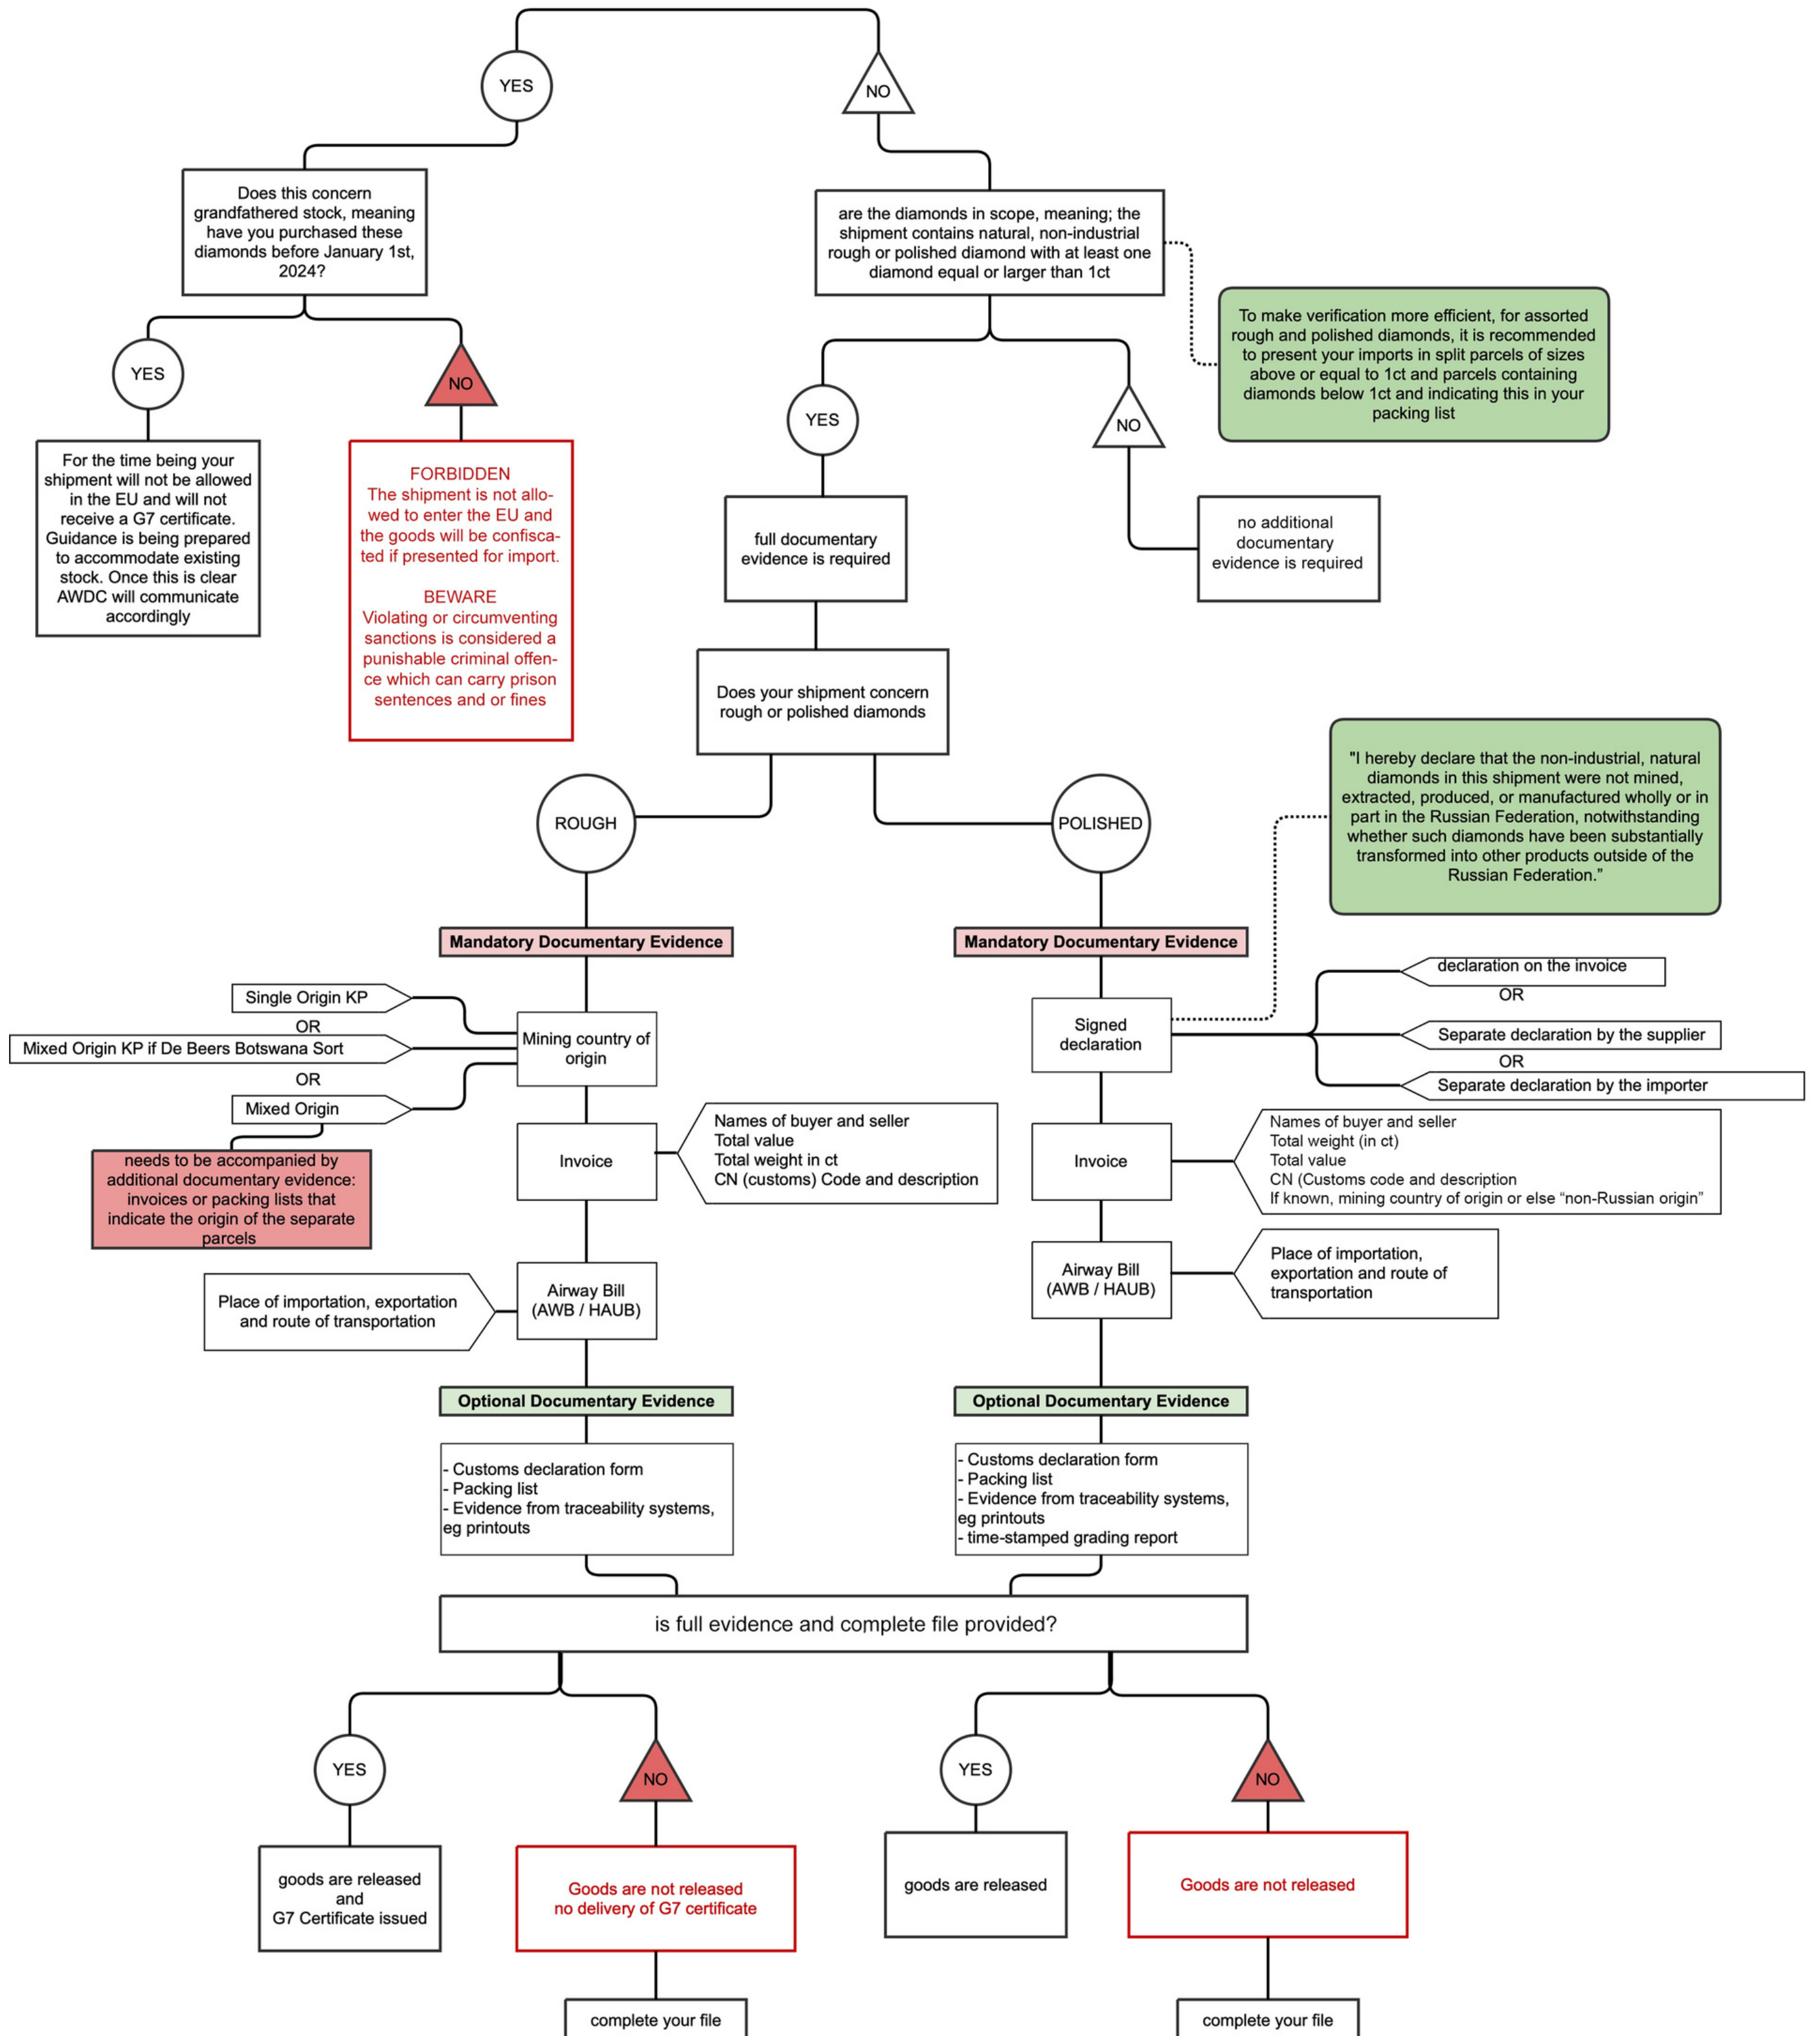 YES
NO
Does this concern
grandfathered stock, meaning
have you purchased these
diamonds before January 1st,
2024?
are the diamonds in scope, meaning; the
shipment contains natural, non-industrial
rough or polished diamond with at least one
diamond equal or larger than 1ct
To make verification more efficient, for assorted
rough and polished diamonds, it is recommended
to present your imports in split parcels of sizes
above or equal to 1ct and parcels containing
diamonds below 1ct and indicating this in your
packing list
YES
NO
YES
NO
For the time being your
shipment will not be allowed
in the EU and will not
receive a G7 certificate.
Guidance is being prepared
to accommodate existing
stock. Once this is clear
AWDC will communicate
accordingly
FORBIDDEN
The shipment is not allo-
wed to enter the EU and
the goods will be confisca-
ted if presented for import.
BEWARE
Violating or circumventing
sanctions is considered a
punishable criminal offen-
ce which can carry prison
sentences and or fines
full documentary
evidence is required
no additional
documentary
evidence is required
Does your shipment concern
rough or polished diamonds
ROUGH
POLISHED
"I hereby declare that the non-industrial, natural
diamonds in this shipment were not mined,
extracted, produced, or manufactured wholly or in
part in the Russian Federation, notwithstanding
whether such diamonds have been substantially
transformed into other products outside of the
Russian Federation.”
Mandatory Documentary Evidence
Mandatory Documentary Evidence
Single Origin KP
OR
Mixed Origin KP if De Beers Botswana Sort
OR
Mixed Origin
needs to be accompanied by
additional documentary evidence:
invoices or packing lists that
indicate the origin of the separate
parcels
Mining country of
origin
Signed
declaration
declaration on the invoice
OR
Separate declaration by the supplier
OR
Separate declaration by the importer
Invoice
Names of buyer and seller
Total value
Total weight in ct
CN (customs) Code and description
Invoice
Names of buyer and seller
Total weight (in ct)
Total value
CN (Customs code and description
If known, mining country of origin or else “non-Russian origin”
Place of importation, exportation
and route of transportation
Airway Bill
(AWB / HAUB)
Airway Bill
(AWB / HAUB)
Place of importation,
exportation and route of
transportation
Optional Documentary Evidence
Optional Documentary Evidence
- Customs declaration form
- Packing list
- Evidence from traceability systems,
eg printouts
- Customs declaration form
- Packing list
- Evidence from traceability systems,
eg printouts
- time-stamped grading report
is full evidence and complete file provided?
YES
NO
YES
NO
goods are released
and
G7 Certificate issued
Goods are not released
no delivery of G7 certificate
goods are released
Goods are not released
complete your file
complete your file